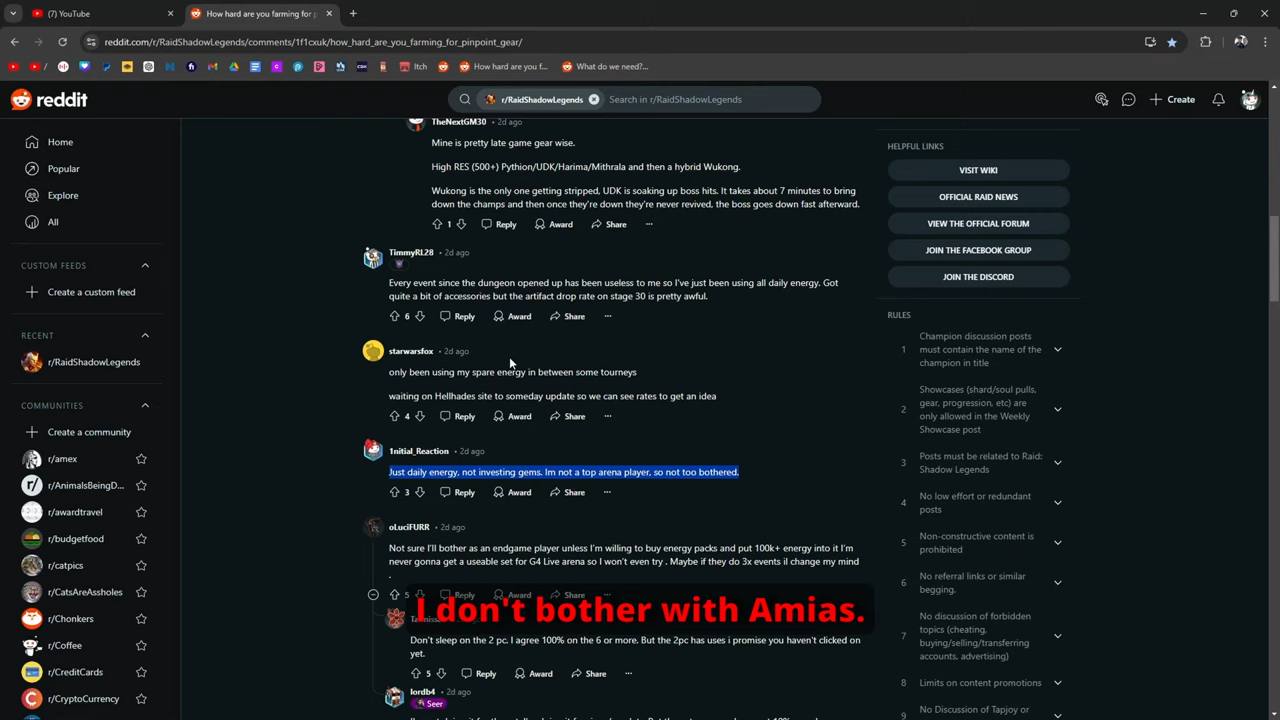 YouTube
How hard are you farming for p
reddit.com/r/RaidShadowLegends/comments/1f1cxuk/how_hard_are_you_farming_for_pinpoint_gear/
Itch
How hard are you f...
What do we need?...
reddit
r/RaidShadowLegends
Search in r/RaidShadowLegends
Create
Home
Popular
Explore
All
CUSTOM FEEDS
Create a custom feed
RECENT
r/RaidShadowLegends
COMMUNITIES
Create a community
r/amex
r/AnimalsBeingD...
r/awardtravel
r/budgetfood
r/catpics
r/CatsAreAssholes
r/Chonkers
r/Coffee
r/CreditCards
r/CryptoCurrency
TheNextGM30 • 2d ago
Mine is pretty late game gear wise.
High RES (500+) Pythion/UDK/Harima/Mithrala and then a hybrid Wukong.
Wukong is the only one getting stripped, UDK is soaking up boss hits. It takes about 7 minutes to bring
down the champs and then once they're down they're never revived, the boss goes down fast afterward.
1 Reply Award Share ...
TimmyRL28 • 2d ago
Every event since the dungeon opened up has been useless to me so I've just been using all daily energy. Got
quite a bit of accessories but the artifact drop rate on stage 30 is pretty awful.
6 Reply Award Share ...
starwarsfox • 2d ago
only been using my spare energy in between some tourneys
waiting on Hellhades site to someday update so we can see rates to get an idea
4 Reply Award Share ...
1nitial_Reaction • 2d ago
Just daily energy, not investing gems. Im not a top arena player, so not too bothered.
3 Reply Award Share ...
oLuciFURR • 2d ago
Not sure I'll bother as an endgame player unless I'm willing to buy energy packs and put 100k+ energy into it I'm
never gonna get a useable set for G4 Live arena so I won't even try . Maybe if they do 3x events il change my mind
.
5 Reply Award Share ...
I don't bother with Amias.
Don't sleep on the 2 pc. I agree 100% on the 6 or more. But the 2pc has uses i promise you haven't clicked on
yet.
5 Reply Award Share ...
lordb4 • 2d ago
Seer
HELPFUL LINKS
VISIT WIKI
OFFICIAL RAID NEWS
VIEW THE OFFICIAL FORUM
JOIN THE FACEBOOK GROUP
JOIN THE DISCORD
RULES
1 Champion discussion posts
must contain the name of the
champion in title
2 Showcases (shard/soul pulls,
gear, progression, etc) are
only allowed in the Weekly
Showcase post
3 Posts must be related to Raid:
Shadow Legends
4 No low effort or redundant
posts
5 Non-constructive content is
prohibited
6 No referral links or similar
begging.
7 No discussion of forbidden
topics (cheating,
buying/selling/transferring
accounts, advertising)
8 Limits on content promotions
9 No Discussion of Tapjoy or